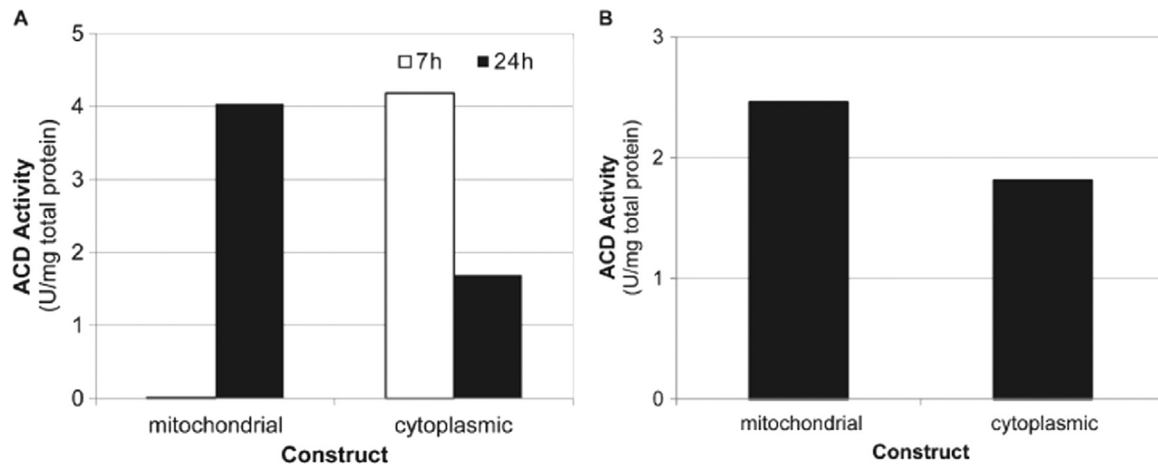 A
ACD Activity
(U/mg total protein)
5
4
3
2
1
0
7h 24h
mitochondrial cytoplasmic
Construct
B
ACD Activity
(U/mg total protein)
3
2
1
0
mitochondrial cytoplasmic
Construct